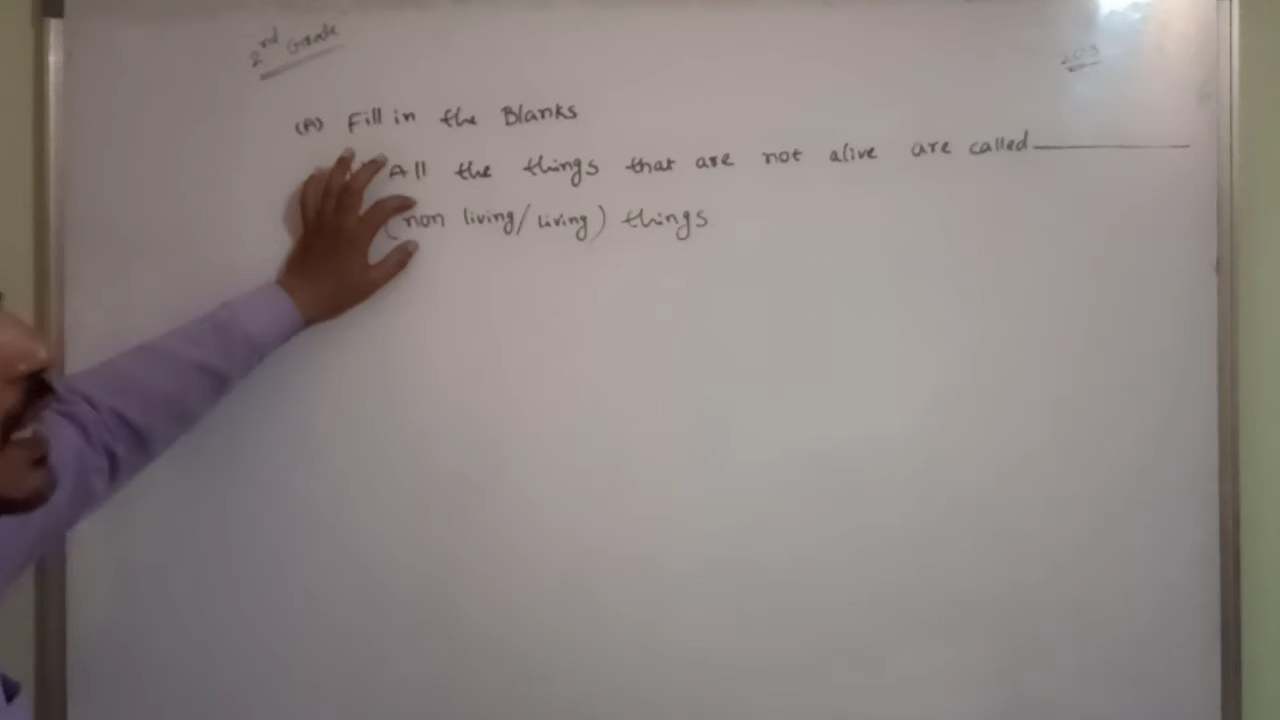 2nd Grade
203
(A) Fill in the Blanks
All the things that are not alive are called
(non living/living) things